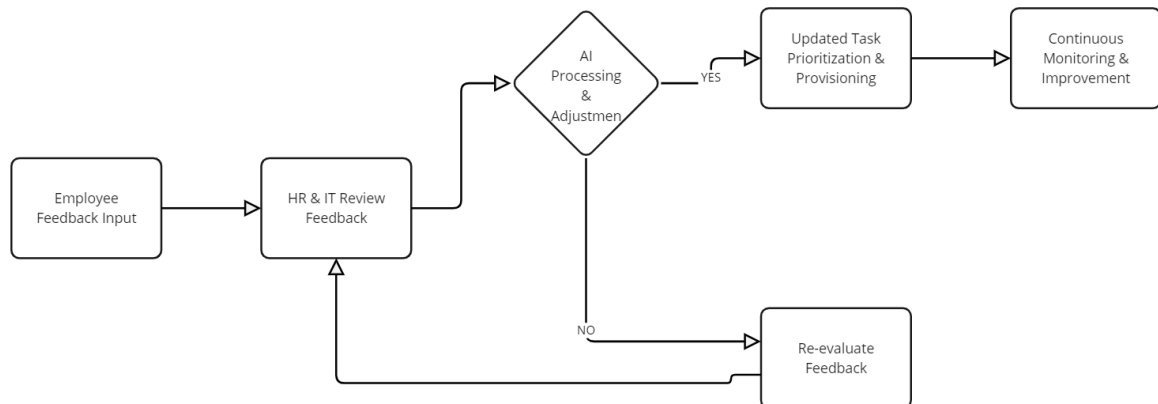 Employee
Feedback Input
HR & IT Review
Feedback
AI
Processing
&
Adjustmen
YES
Updated Task
Prioritization &
Provisioning
Continuous
Monitoring &
Improvement
NO
Re-evaluate
Feedback